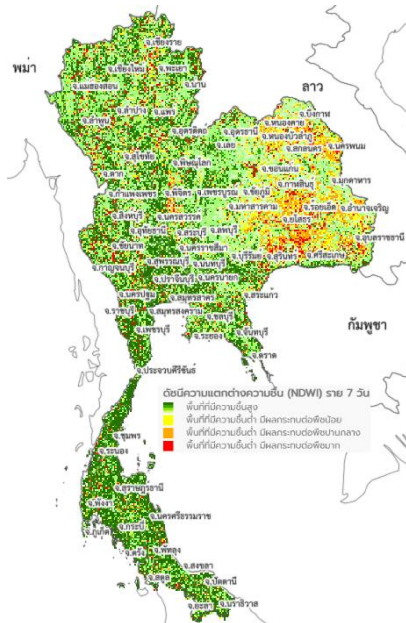 พม่า
ลาว
กัมพูชา
จ.เชียงราย
จ.เชียงใหม่
จ.พะเยา
จ.แม่ฮ่องสอน
จ.น่าน
จ.ลำปาง
จ.แพร่
จ.ลำพูน
จ.อุตรดิตถ์
จ.อุดรธานี
จ.บึงกาฬ
จ.หนองคาย
จ.เลย
จ.หนองบัวลำภู
จ.สกลนคร
จ.นครพนม
จ.สุโขทัย
จ.พิษณุโลก
จ.ตาก
จ.ขอนแก่น
จ.มุกดาหาร
จ.กำแพงเพชร
จ.พิจิตร
จ.เพชรบูรณ์
จ.ชัยภูมิ
จ.กาฬสินธุ์
จ.มหาสารคาม
จ.ร้อยเอ็ด
จ.อำนาจเจริญ
จ.สิงห์บุรี
จ.นครสวรรค์
จ.ยโสธร
จ.อุทัยธานี
จ.สระบุรี
จ.ลพบุรี
จ.อุบลราชธานี
จ.ชัยนาท
จ.นครราชสีมา
จ.บุรีรัมย์
จ.สุรินทร์
จ.ศรีสะเกษ
จ.กาญจนบุรี
จ.สุพรรณบุรี
จ.นนทบุรี
จ.ปราจีนบุรี
จ.นครนายก
จ.นครปฐม
จ.สมุทรสาคร
จ.สระแก้ว
จ.ราชบุรี
จ.สมุทรสงคราม
จ.ชลบุรี
จ.เพชรบุรี
จ.ระยอง
จ.จันทบุรี
จ.ตราด
จ.ประจวบคีรีขันธ์
ดัชนีความแตกต่างความชื้น (NDWI) ราย 7 วัน
พื้นที่ที่มีความชื้นสูง
พื้นที่ที่มีความชื้นต่ำ มีผลกระทบต่อพืชน้อย
พื้นที่ที่มีความชื้นต่ำ มีผลกระทบต่อพืชปานกลาง
พื้นที่ที่มีความชื้นต่ำ มีผลกระทบต่อพืชมาก
จ.ชุมพร
จ.ระนอง
จ.สุราษฎร์ธานี
จ.พังงา
จ.นครศรีธรรมราช
จ.ภูเก็ต
จ.กระบี่
จ.ตรัง
จ.พัทลุง
จ.สงขลา
จ.สตูล
จ.ปัตตานี
จ.ยะลา
จ.นราธิวาส